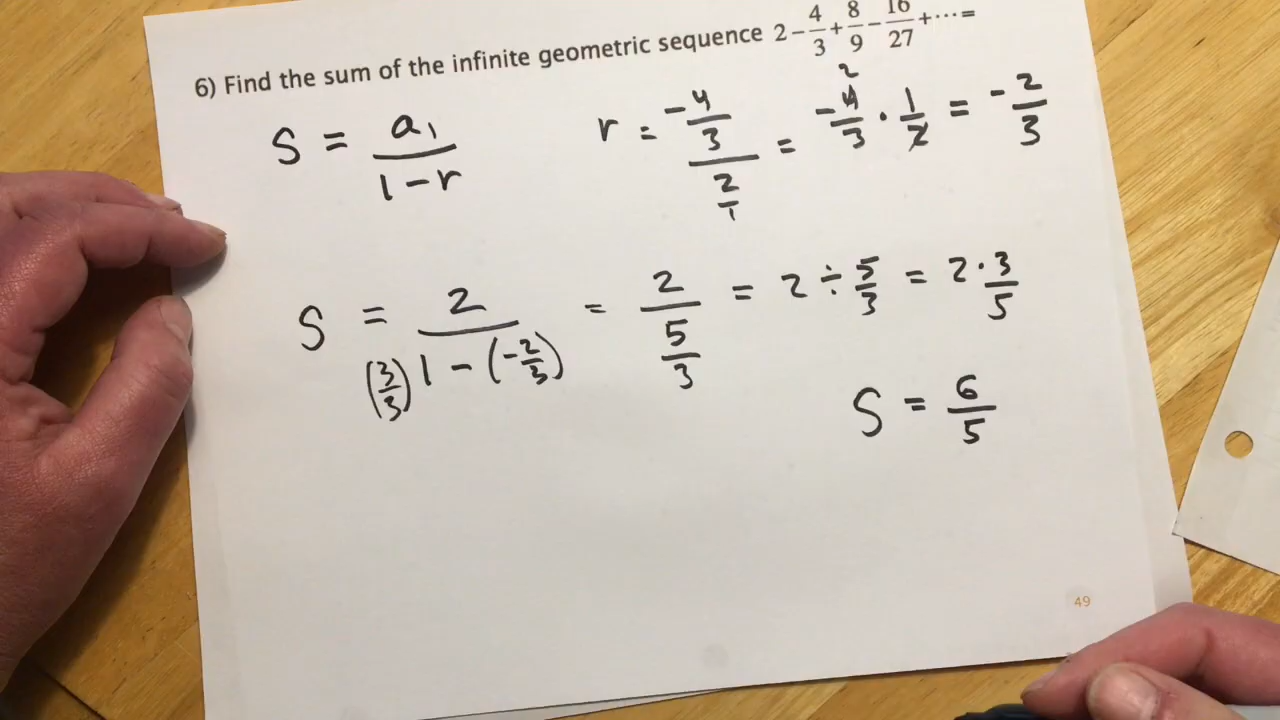 6) Find the sum of the infinite geometric sequence 2 - 4/3 + 8/9 - 16/27 + ⋯ =
S = a₁/(1-r)    r = (-4/3)/(2/1) = -4̸²/3 · 1/2̸ = -2/3
S = 2/((3/3) 1 - (-2/3)) = 2/(5/3) = 2 ÷ 5/3 = 2 · 3/5
S = 6/5
49